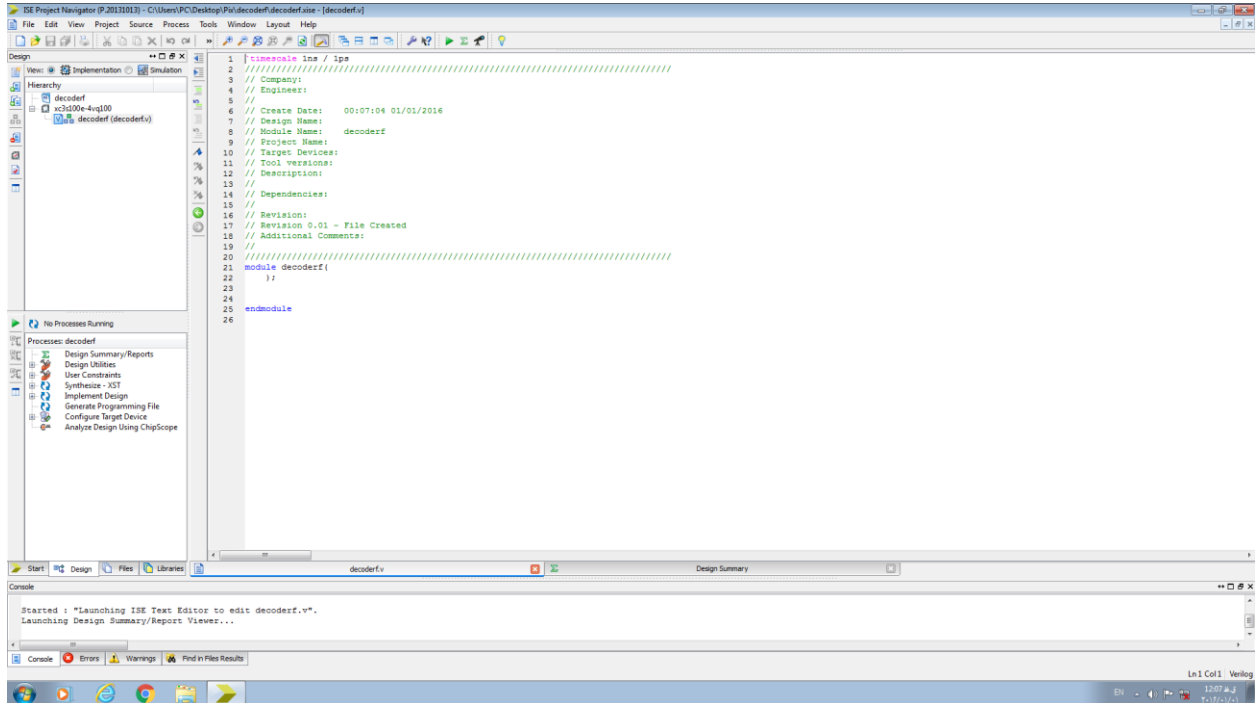 ISE Project Navigator (P.20131013) - C:\Users\PC\Desktop\Pix\decoderf\decoderf.xise - [decoderf.v]
File Edit View Project Source Process Tools Window Layout Help
Design
View: Implementation Simulation
Hierarchy
decoderf
xc3s100e-4vq100
decoderf (decoderf.v)
No Processes Running
Processes: decoderf
Design Summary/Reports
Design Utilities
User Constraints
Synthesize - XST
Implement Design
Generate Programming File
Configure Target Device
Analyze Design Using ChipScope
Start Design Files Libraries
1 `timescale 1ns / 1ps
2 //////////////////////////////////////////////////////////////////////////////////
3 // Company:
4 // Engineer:
5 //
6 // Create Date: 00:07:04 01/01/2016
7 // Design Name:
8 // Module Name: decoderf
9 // Project Name:
10 // Target Devices:
11 // Tool versions:
12 // Description:
13 //
14 // Dependencies:
15 //
16 // Revision:
17 // Revision 0.01 - File Created
18 // Additional Comments:
19 //
20 //////////////////////////////////////////////////////////////////////////////////
21 module decoderf(
22 );
23
24
25 endmodule
26
decoderf.v Design Summary
Console
Started : "Launching ISE Text Editor to edit decoderf.v".
Launching Design Summary/Report Viewer...
Console Errors Warnings Find in Files Results
Ln 1 Col 1 Verilog
EN 12:07 ق.ظ
۲۰۱۶/۰۱/۰۱